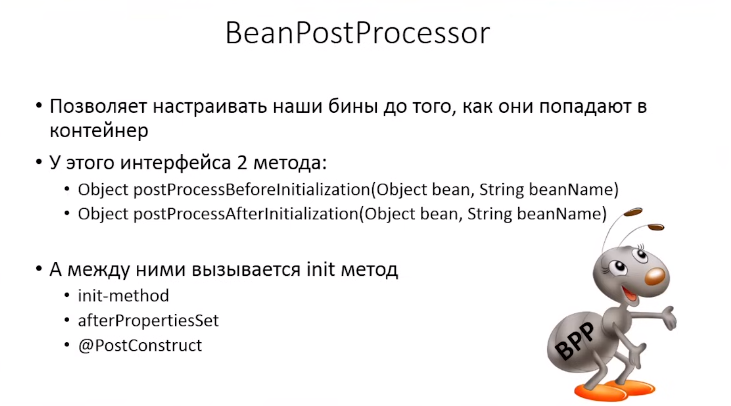 BeanPostProcessor
• Позволяет настраивать наши бины до того, как они попадают в
контейнер
• У этого интерфейса 2 метода:
• Object postProcessBeforeInitialization(Object bean, String beanName)
• Object postProcessAfterInitialization(Object bean, String beanName)
• А между ними вызывается init метод
• init-method
• afterPropertiesSet
• @PostConstruct
BPP